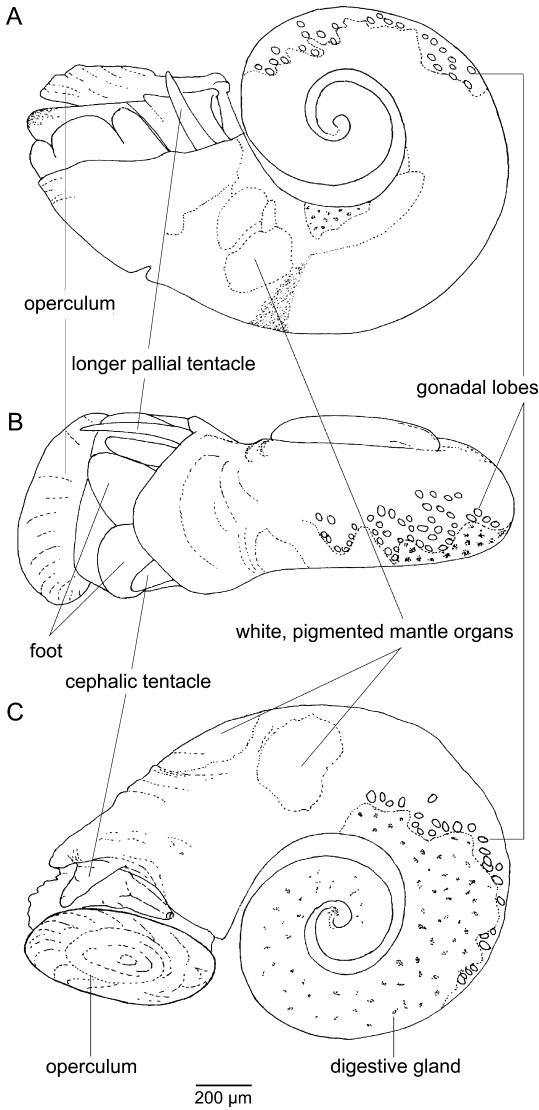 A
operculum
longer pallial tentacle
gonadal lobes
B
foot
white, pigmented mantle organs
cephalic tentacle
C
operculum
digestive gland
200 µm